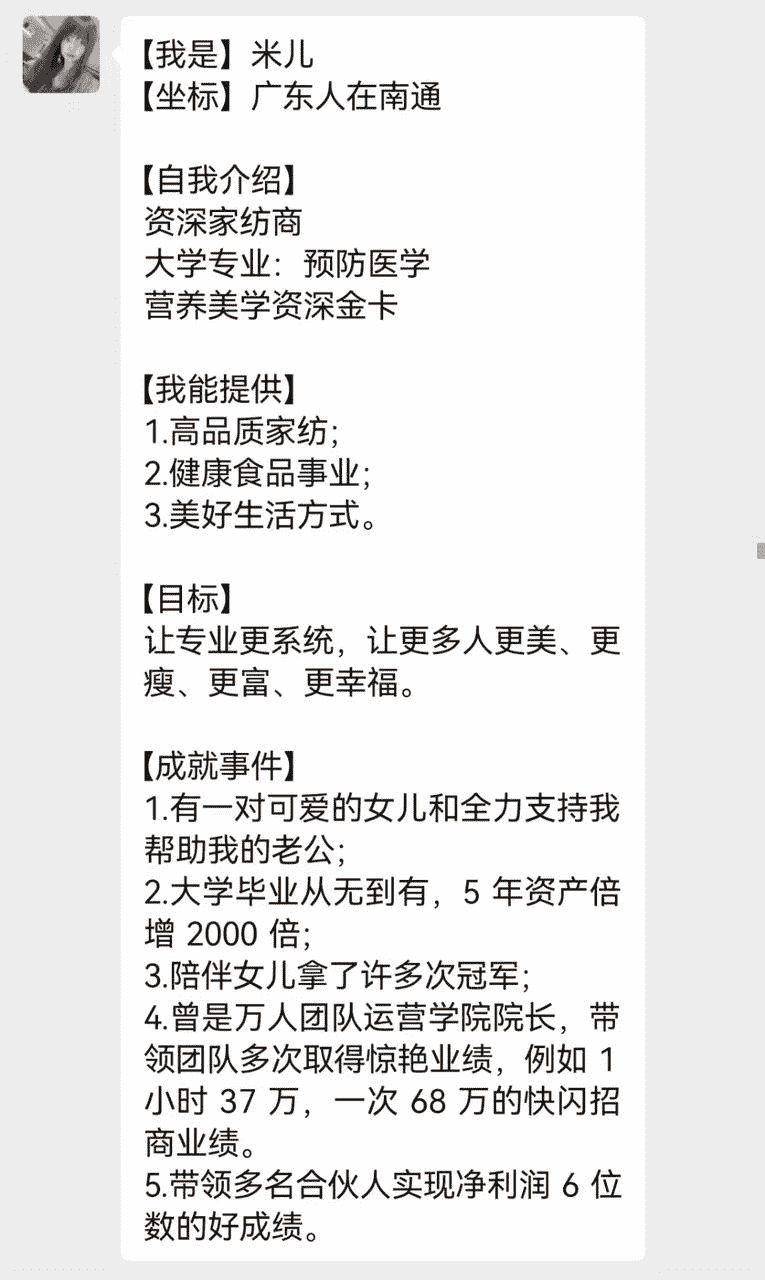 【我是】米儿
【坐标】广东人在南通
【自我介绍】
资深家纺商
大学专业：预防医学
营养美学资深金卡
【我能提供】
1.高品质家纺；
2.健康食品事业；
3.美好生活方式。
【目标】
让专业更系统，让更多人更美、更
瘦、更富、更幸福。
【成就事件】
1.有一对可爱的女儿和全力支持我
帮助我的老公；
2.大学毕业从无到有，5 年资产倍
增 2000 倍；
3.陪伴女儿拿了许多次冠军；
4.曾是万人团队运营学院院长，带
领团队多次取得惊艳业绩，例如 1
小时 37 万，一次 68 万的快闪招
商业绩。
5.带领多名合伙人实现净利润 6 位
数的好成绩。